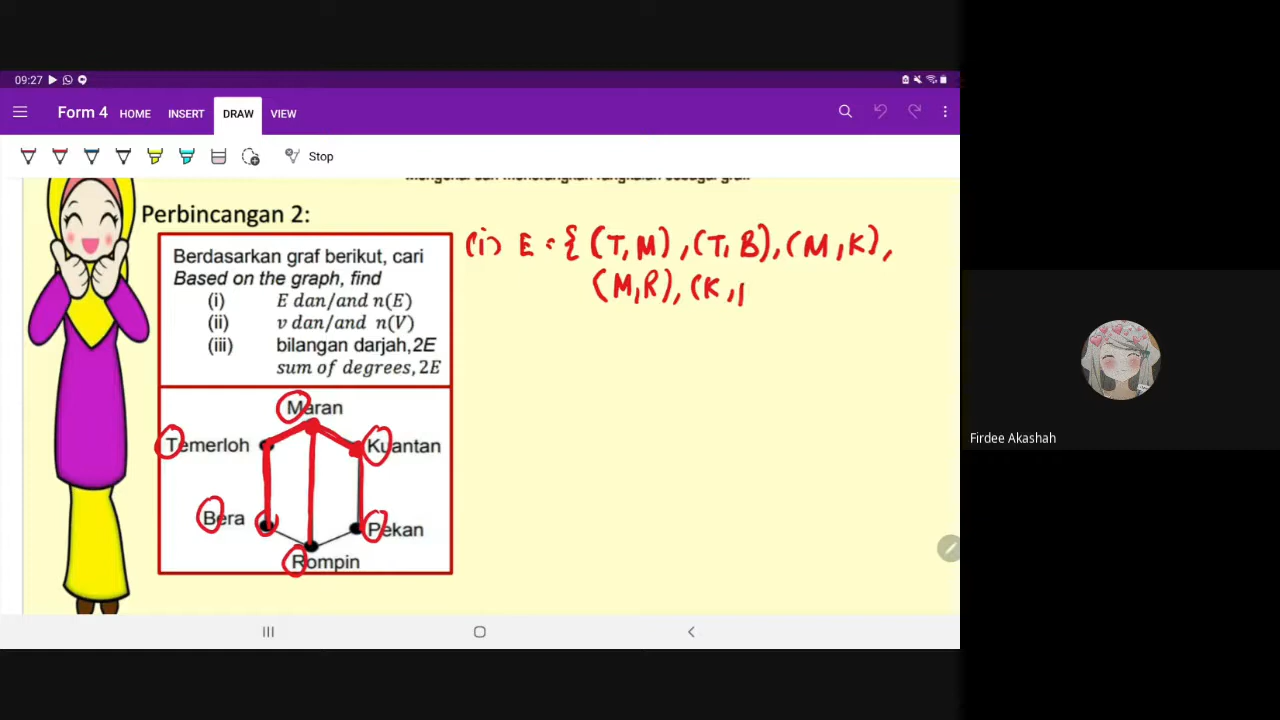 09:27
Form 4 HOME INSERT DRAW VIEW
Stop
Perbincangan 2:
Berdasarkan graf berikut, cari
Based on the graph, find
(i) E dan/and n(E)
(ii) v dan/and n(V)
(iii) bilangan darjah,2E
sum of degrees, 2E
Maran
Temerloh
Kuantan
Bera
Pekan
Rompin
(i) E = { (T,M) , (T, B), (M , K),
(M,R), (K ,
Firdee Akashah